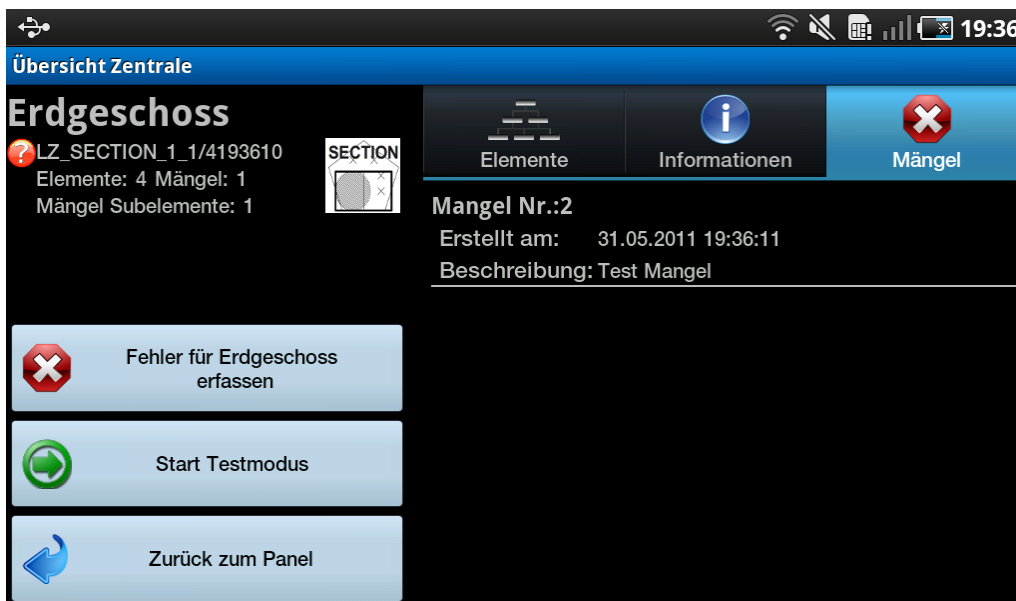 19:36
Übersicht Zentrale
Erdgeschoss
LZ_SECTION_1_1/4193610
Elemente: 4 Mängel: 1
Mängel Subelemente: 1
SECTION
Fehler für Erdgeschoss
erfassen
Start Testmodus
Zurück zum Panel
Elemente
Informationen
Mängel
Mangel Nr.:2
Erstellt am: 31.05.2011 19:36:11
Beschreibung: Test Mangel